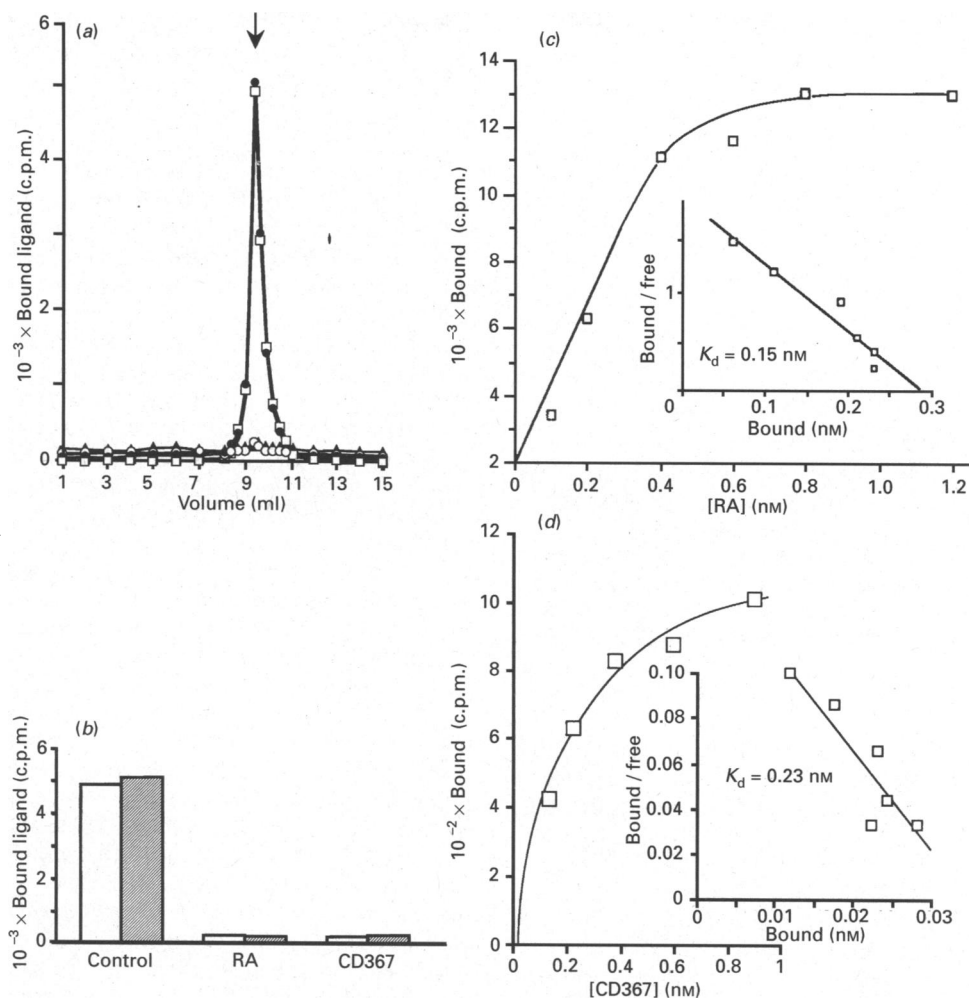 (a)
10⁻³ × Bound ligand (c.p.m.)
6
4
2
0
1 3 5 7 9 11 13 15
Volume (ml)
(b)
10⁻³ × Bound ligand (c.p.m.)
6
4
2
0
Control RA CD367
(c)
10⁻³ × Bound (c.p.m.)
14
12
10
8
6
4
2
0 0.2 0.4 0.6 0.8 1.0 1.2
[RA] (nM)
Bound / free
1
K_d = 0.15 nM
0 0.1 0.2 0.3
Bound (nM)
(d)
10⁻² × Bound (c.p.m.)
12
10
8
6
4
2
0
0 0.2 0.4 0.6 0.8 1
[CD367] (nM)
Bound / free
0.10
0.08
0.06
0.04
0.02
0
K_d = 0.23 nM
0 0.01 0.02 0.03
Bound (nM)